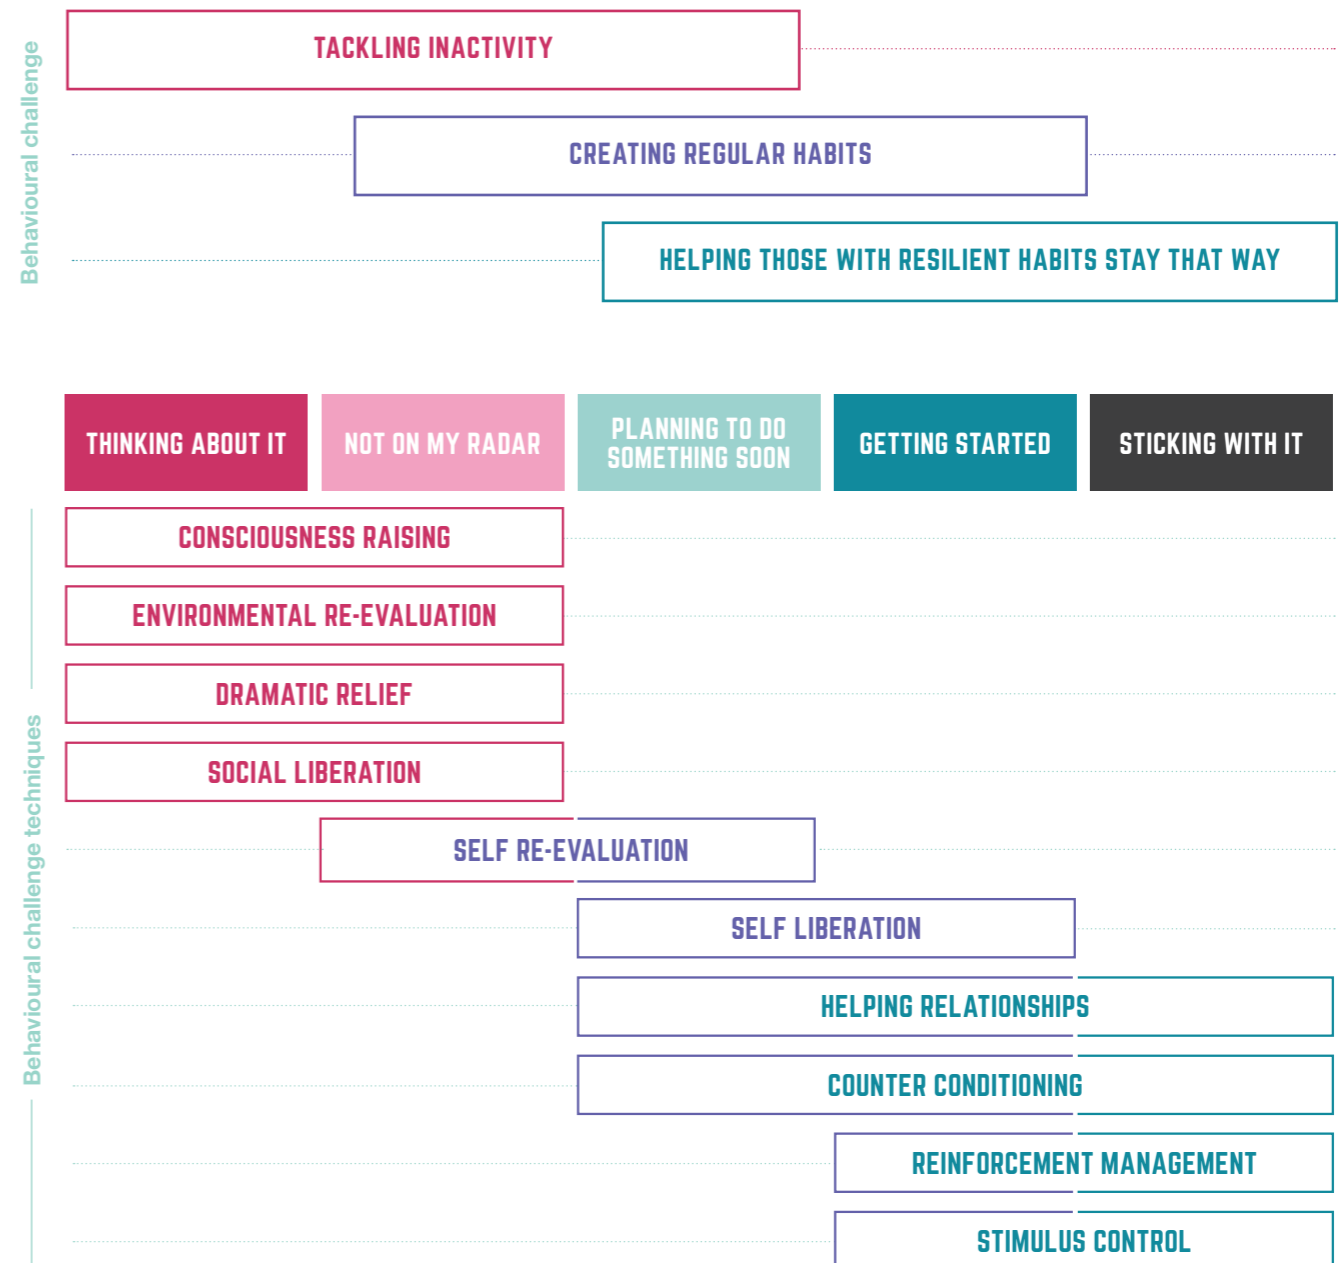 Behavioural challenge
TACKLING INACTIVITY
CREATING REGULAR HABITS
HELPING THOSE WITH RESILIENT HABITS STAY THAT WAY
THINKING ABOUT IT
NOT ON MY RADAR
PLANNING TO DO
SOMETHING SOON
GETTING STARTED
STICKING WITH IT
Behavioural challenge techniques
CONSCIOUSNESS RAISING
ENVIRONMENTAL RE-EVALUATION
DRAMATIC RELIEF
SOCIAL LIBERATION
SELF RE-EVALUATION
SELF LIBERATION
HELPING RELATIONSHIPS
COUNTER CONDITIONING
REINFORCEMENT MANAGEMENT
STIMULUS CONTROL